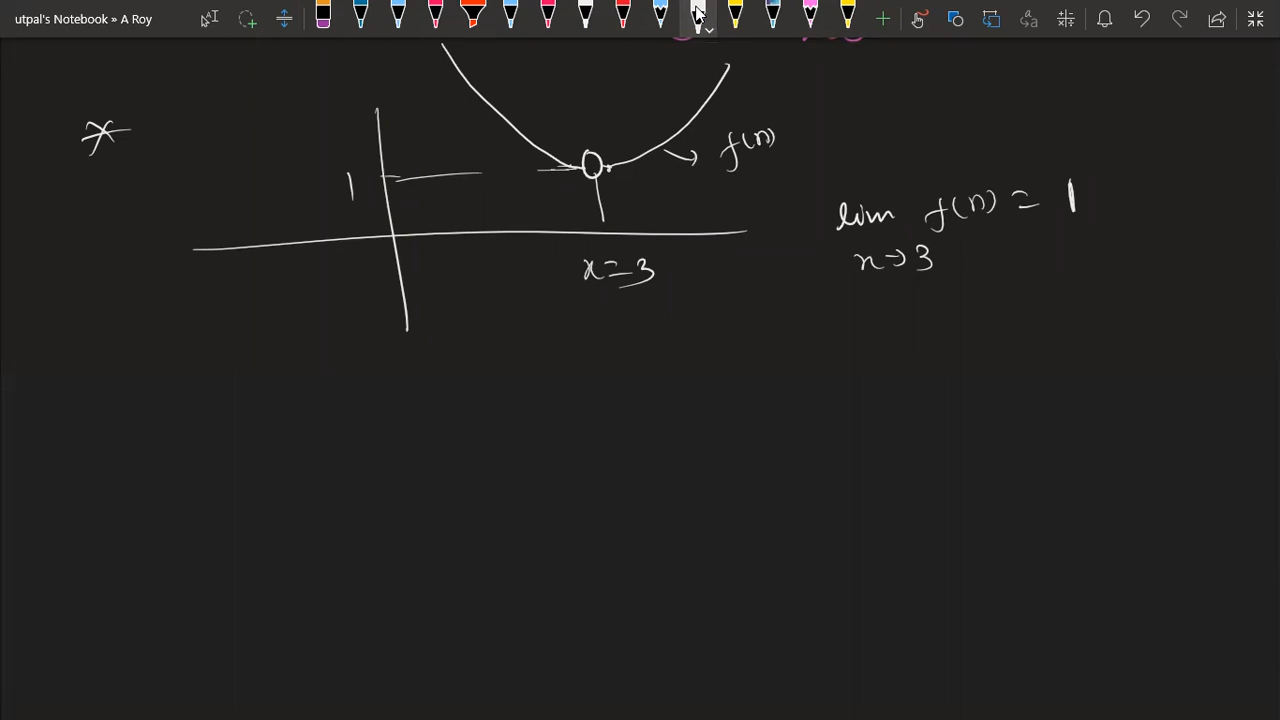 utpal's Notebook » A Roy
f(n)
1
lim f(n) = 1
n→3
x=3